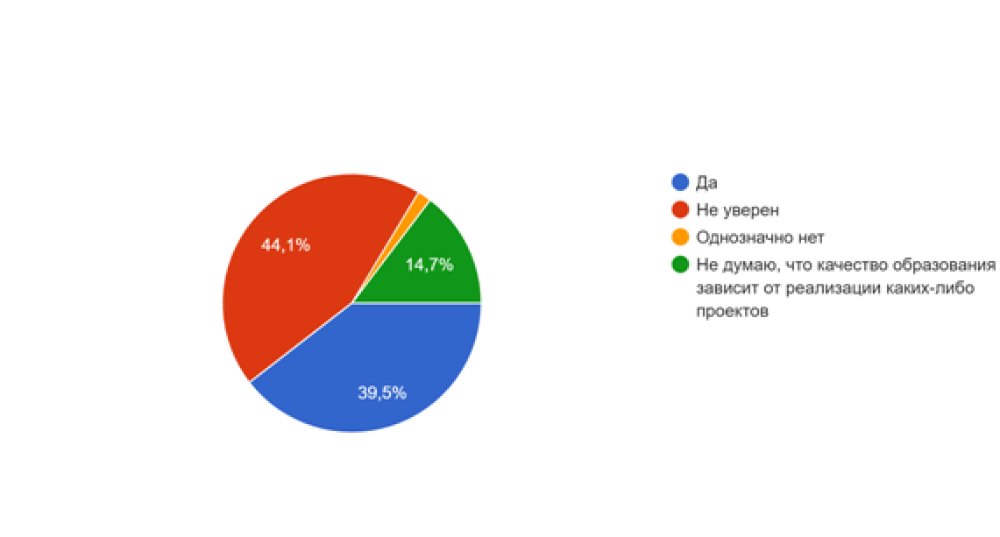 44,1%
14,7%
39,5%
Да
Не уверен
Однозначно нет
Не думаю, что качество образования
зависит от реализации каких-либо
проектов